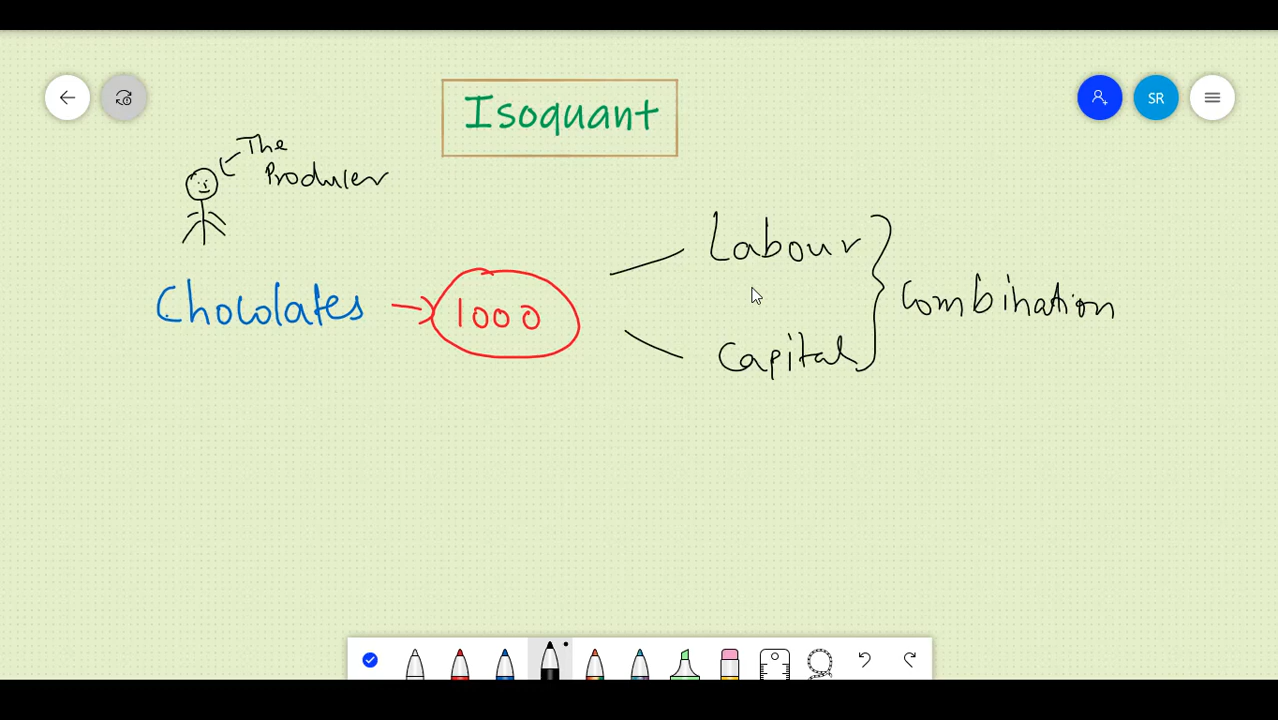 Isoquant
SR
The
Producer
Labour
Chocolates
1000
Combination
Capital